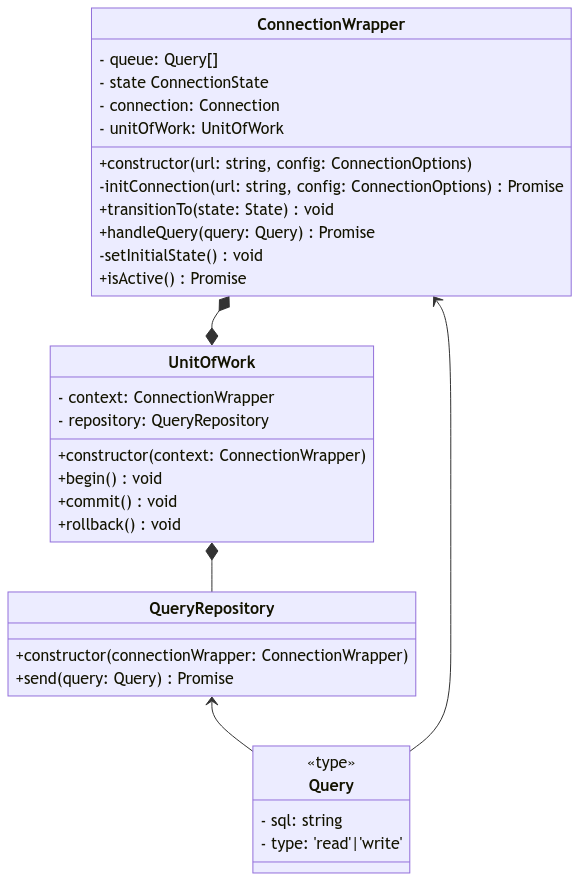 ConnectionWrapper
- queue: Query[]
- state ConnectionState
- connection: Connection
- unitOfWork: UnitOfWork
+constructor(url: string, config: ConnectionOptions)
-initConnection(url: string, config: ConnectionOptions) : Promise
+transitionTo(state: State) : void
+handleQuery(query: Query) : Promise
-setInitialState() : void
+isActive() : Promise
UnitOfWork
- context: ConnectionWrapper
- repository: QueryRepository
+constructor(context: ConnectionWrapper)
+begin() : void
+commit() : void
+rollback() : void
QueryRepository
+constructor(connectionWrapper: ConnectionWrapper)
+send(query: Query) : Promise
«type»
Query
- sql: string
- type: 'read'|'write'